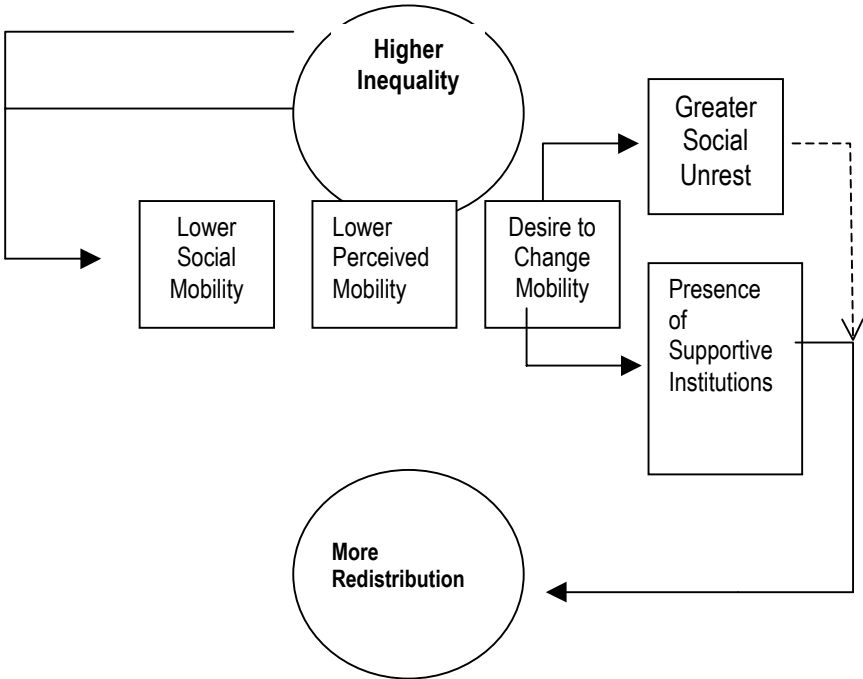 Higher
Inequality
Greater
Social
Unrest
Lower
Social
Mobility
Lower
Perceived
Mobility
Desire to
Change
Mobility
Presence
of
Supportive
Institutions
More
Redistribution